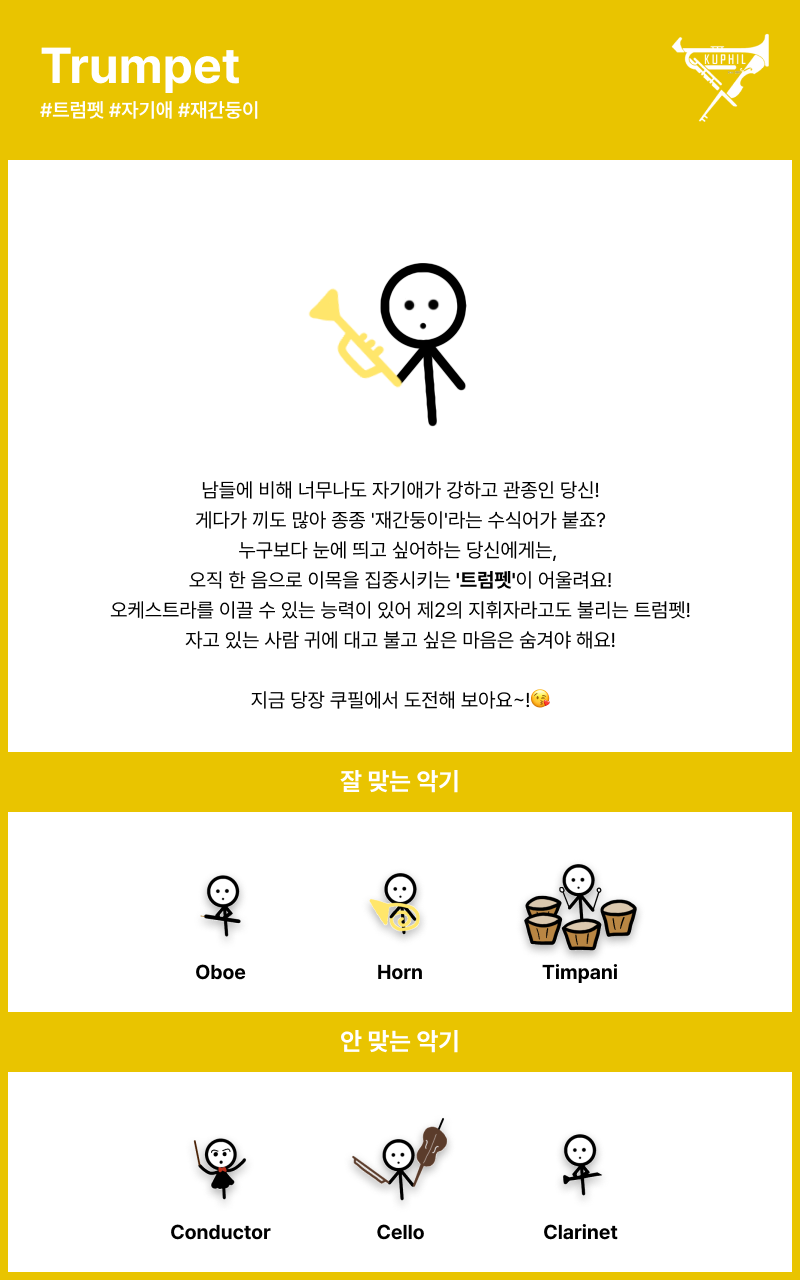 Trumpet
#트럼펫 #자기애 #재간둥이
KUPHIL
남들에 비해 너무나도 자기애가 강하고 관종인 당신!
게다가 끼도 많아 종종 '재간둥이'라는 수식어가 붙죠?
누구보다 눈에 띄고 싶어하는 당신에게는,
오직 한 음으로 이목을 집중시키는 '트럼펫'이 어울려요!
오케스트라를 이끌 수 있는 능력이 있어 제2의 지휘자라고도 불리는 트럼펫!
자고 있는 사람 귀에 대고 불고 싶은 마음은 숨겨야 해요!
지금 당장 쿠필에서 도전해 보아요~!😘
잘 맞는 악기
Oboe
Horn
Timpani
안 맞는 악기
Conductor
Cello
Clarinet